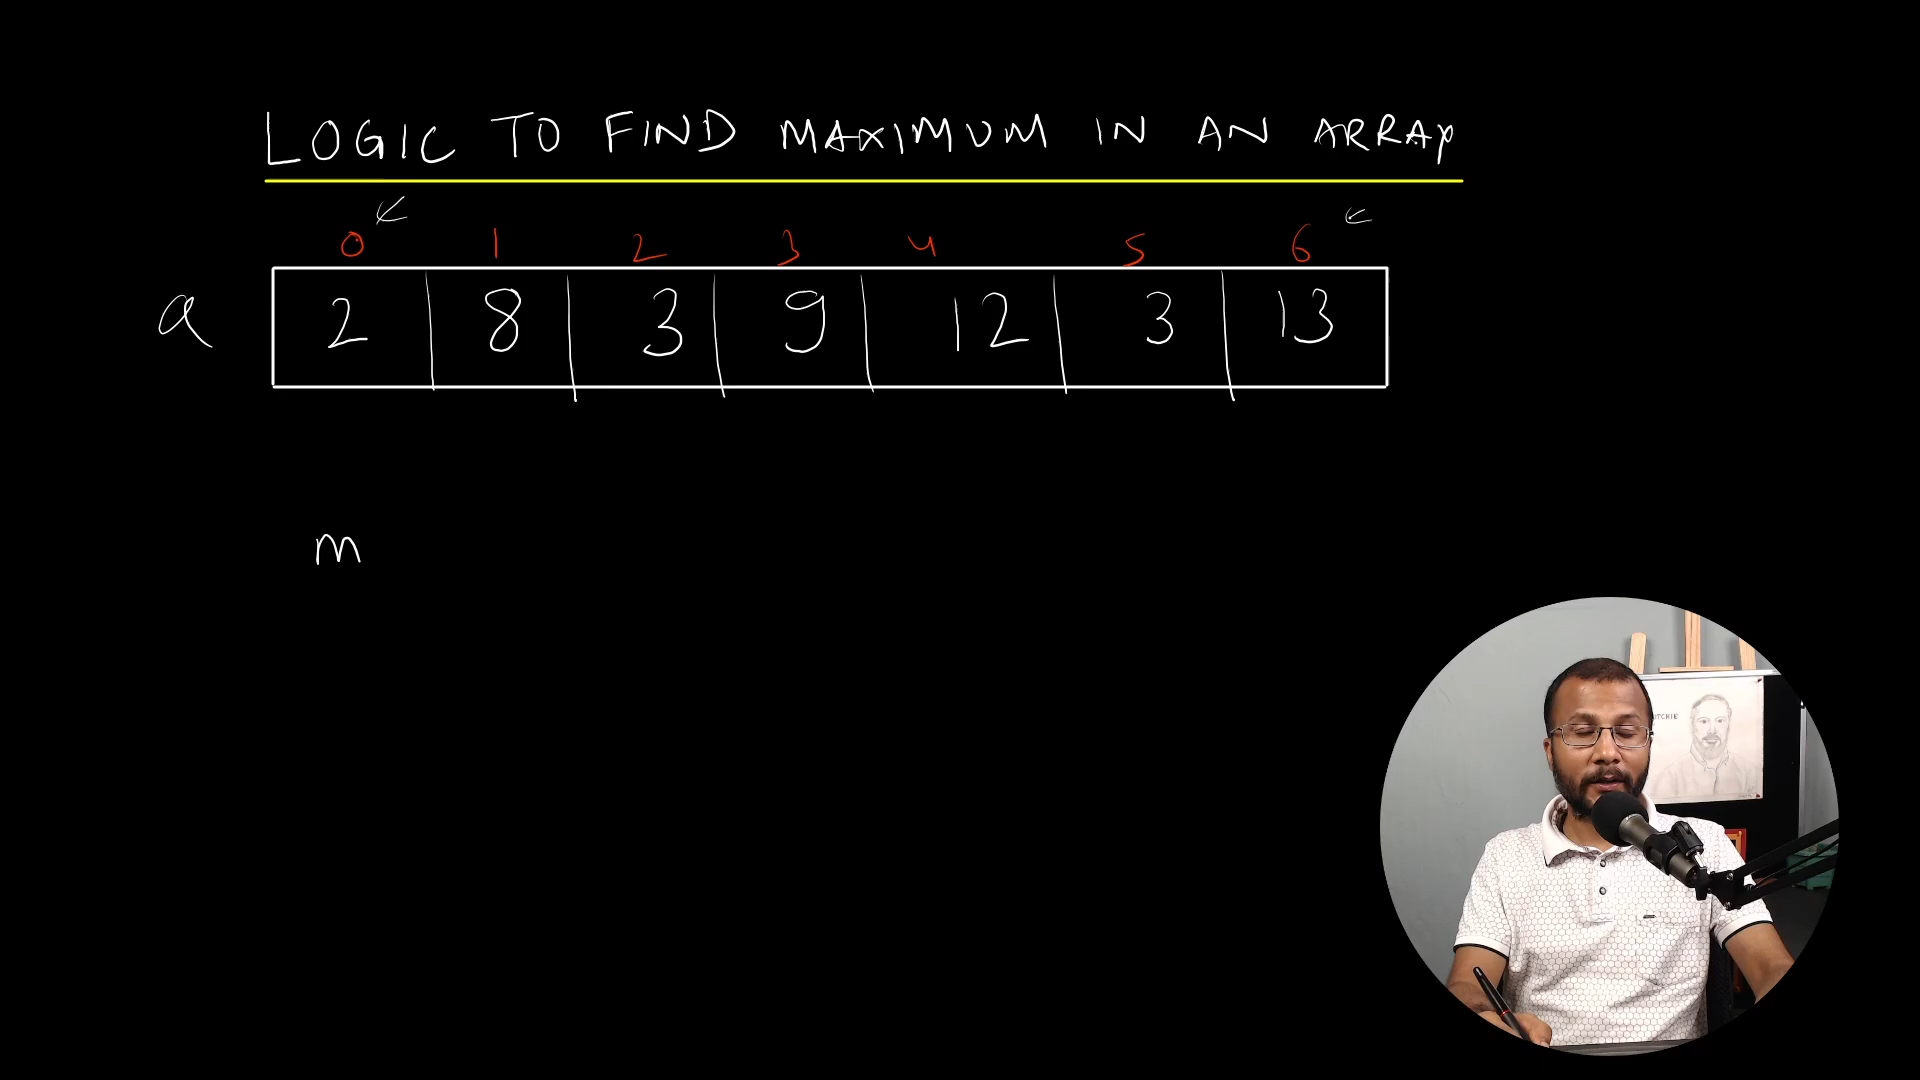 LOGIC TO FIND MAXIMUM IN AN ARRAY
0 1 2 3 4 5 6
a 2 8 3 9 12 3 13
m
ITCHIE